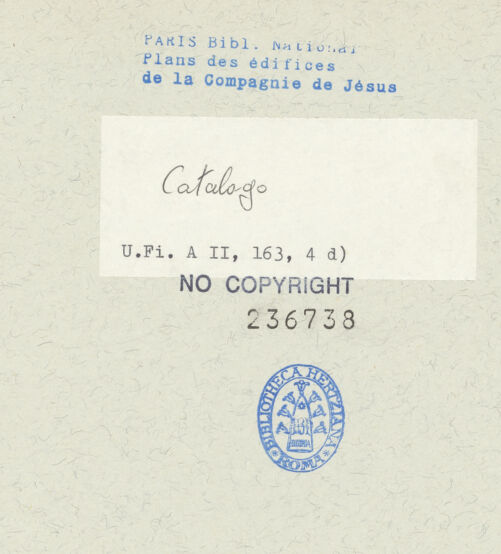 PARIS Bibl. National
Plans des édifices
de la Compagnie de Jésus
Catalogo
U.Fi. A II, 163, 4 d)
NO COPYRIGHT
236738
BIBLIOTHECA HERTZIANA
ROMA